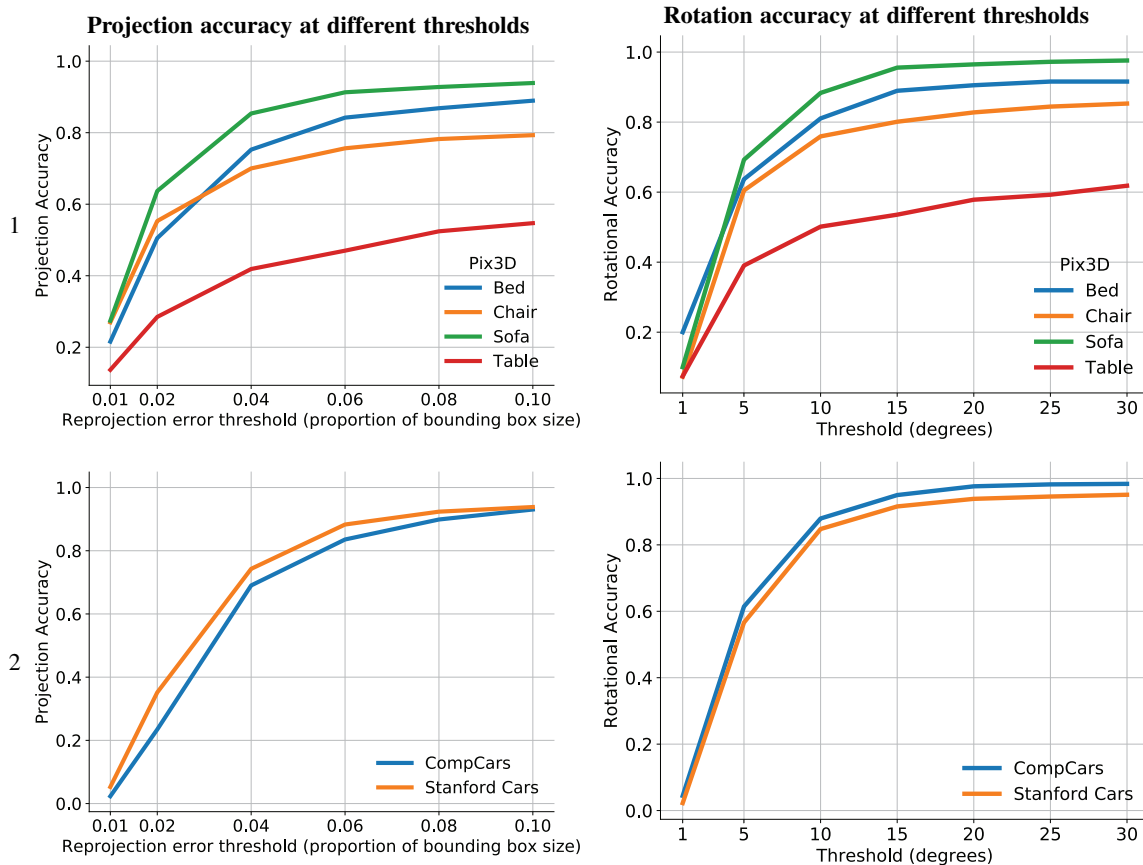 Projection accuracy at different thresholds
Rotation accuracy at different thresholds
1
Projection Accuracy
1.0
0.8
0.6
0.4
0.2
Pix3D
Bed
Chair
Sofa
Table
0.01 0.02 0.04 0.06 0.08 0.10
Reprojection error threshold (proportion of bounding box size)
Rotational Accuracy
1.0
0.8
0.6
0.4
0.2
Pix3D
Bed
Chair
Sofa
Table
1 5 10 15 20 25 30
Threshold (degrees)
2
Projection Accuracy
1.0
0.8
0.6
0.4
0.2
0.0
CompCars
Stanford Cars
0.01 0.02 0.04 0.06 0.08 0.10
Reprojection error threshold (proportion of bounding box size)
Rotational Accuracy
1.0
0.8
0.6
0.4
0.2
0.0
CompCars
Stanford Cars
1 5 10 15 20 25 30
Threshold (degrees)